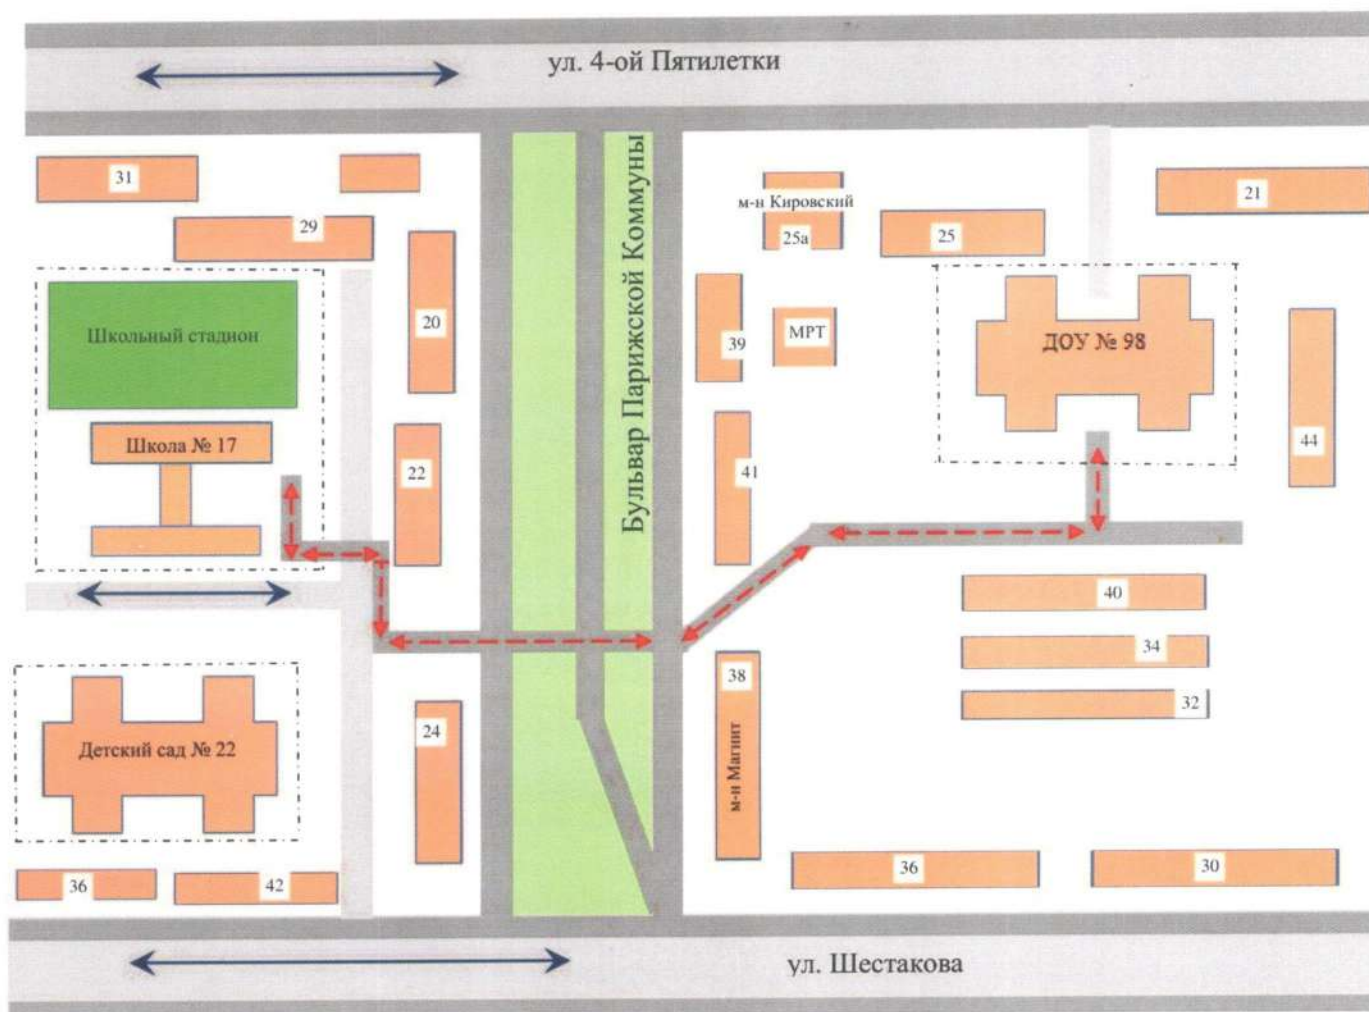 ул. 4-ой Пятилетки
31
29
20
22
24
Школьный стадион
Школа № 17
Детский сад № 22
36
42
Бульвар Парижской Коммуны
м-н Кировский
25а
25
21
39
МРТ
ДОУ № 98
41
44
40
34
32
38
м-н Магнит
36
30
ул. Шестакова